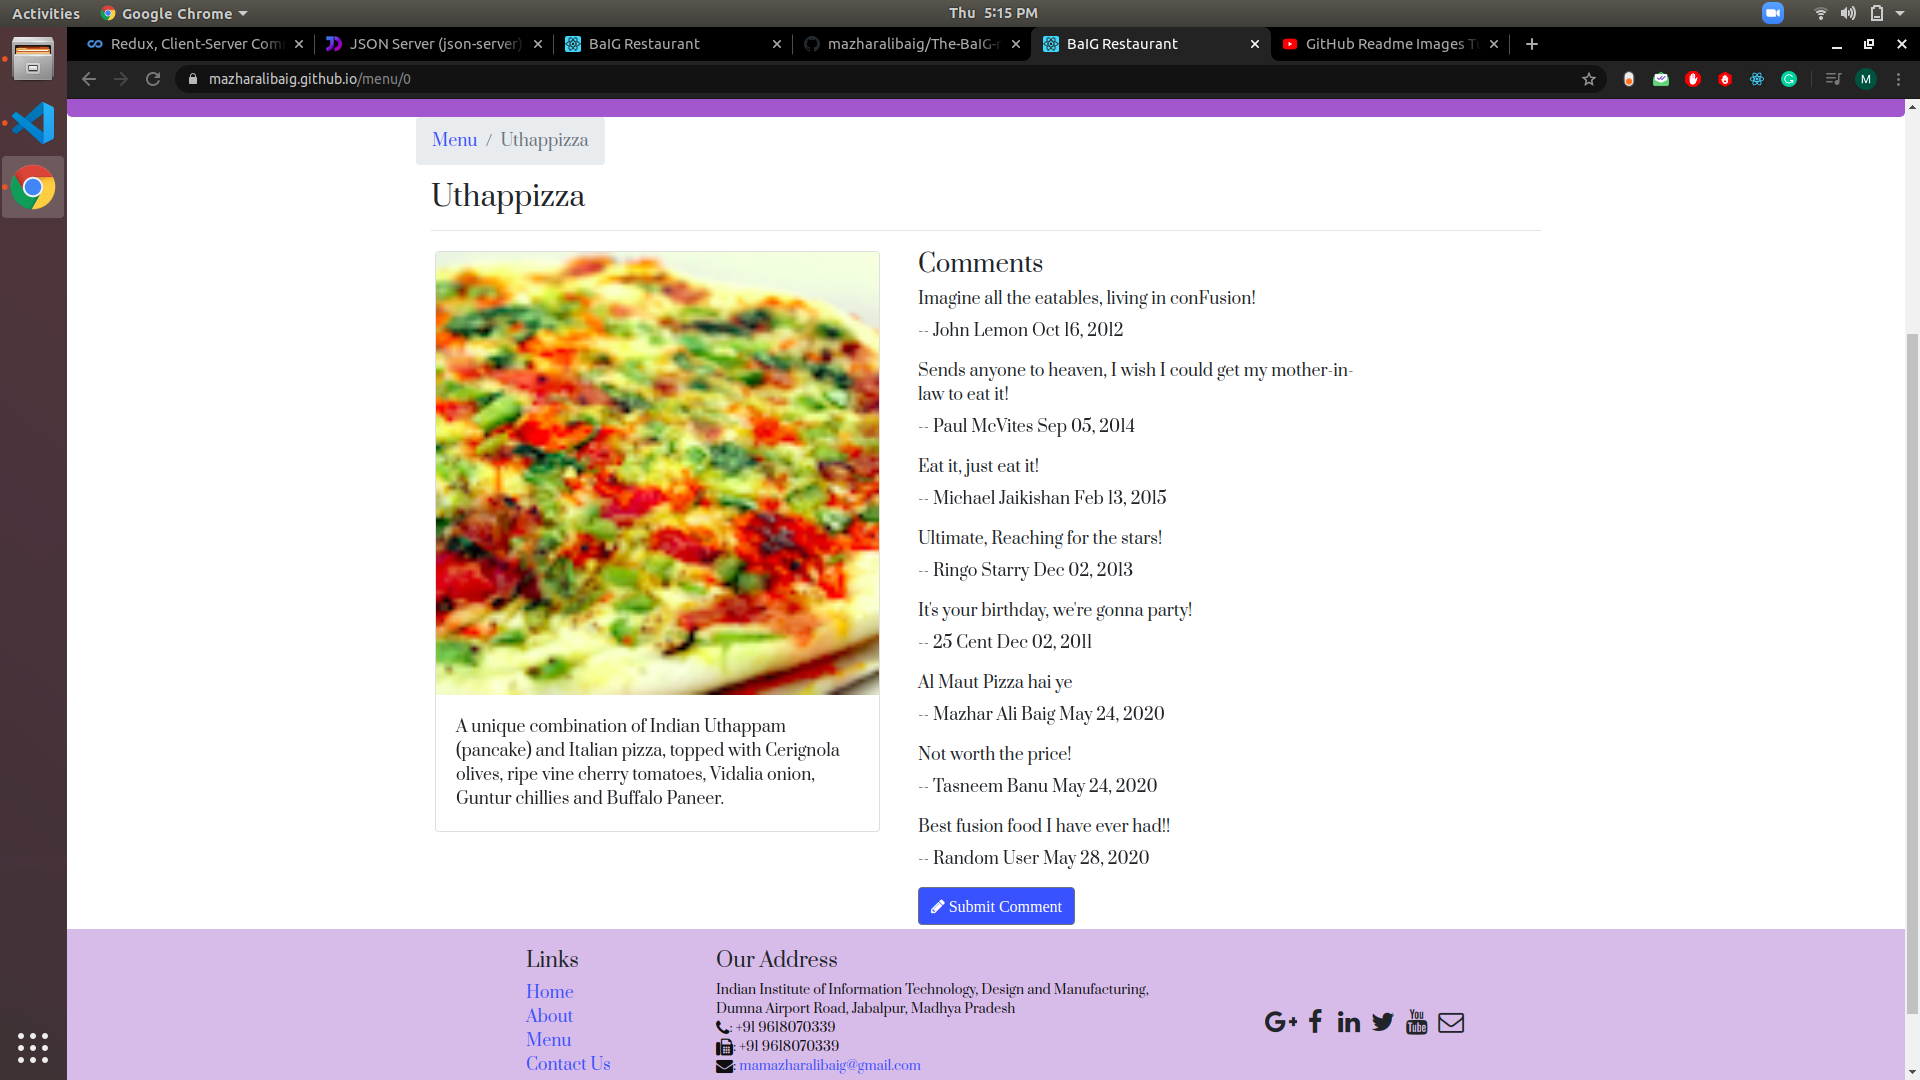 Activities
Google Chrome
Thu 5:15 PM
Redux, Client-Server Com
JSON Server (json-server)
BaIG Restaurant
mazharalibaig/The-BaIG-r
BaIG Restaurant
GitHub Readme Images Tu
mazharalibaig.github.io/menu/0
M
Menu / Uthappizza
Uthappizza
A unique combination of Indian Uthappam
(pancake) and Italian pizza, topped with Cerignola
olives, ripe vine cherry tomatoes, Vidalia onion,
Guntur chillies and Buffalo Paneer.
Comments
Imagine all the eatables, living in conFusion!
-- John Lemon Oct 16, 2012
Sends anyone to heaven, I wish I could get my mother-in-
law to eat it!
-- Paul McVites Sep 05, 2014
Eat it, just eat it!
-- Michael Jaikishan Feb 13, 2015
Ultimate, Reaching for the stars!
-- Ringo Starry Dec 02, 2013
It's your birthday, we're gonna party!
-- 25 Cent Dec 02, 2011
Al Maut Pizza hai ye
-- Mazhar Ali Baig May 24, 2020
Not worth the price!
-- Tasneem Banu May 24, 2020
Best fusion food I have ever had!!
-- Random User May 28, 2020
Submit Comment
Links
Home
About
Menu
Contact Us
Our Address
Indian Institute of Information Technology, Design and Manufacturing,
Dumna Airport Road, Jabalpur, Madhya Pradesh
: +91 9618070339
: +91 9618070339
: mamazharalibaig@gmail.com
You
Tube